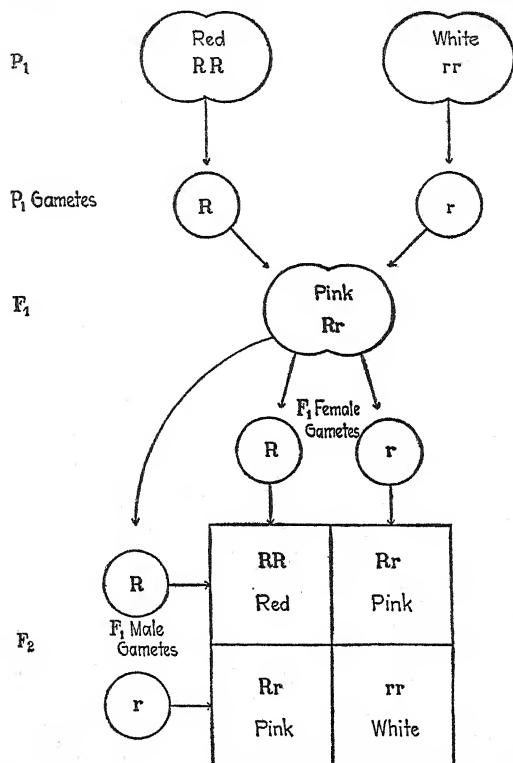 Red
White
P₁
RR
rr
P₁ Gametes
R
r
F₁
Pink
Rr
F₁ Female
Gametes
R
r
RR
Rr
R
Red
Pink
F₁ Male
Gametes
F₂
Rr
rr
r
Pink
White